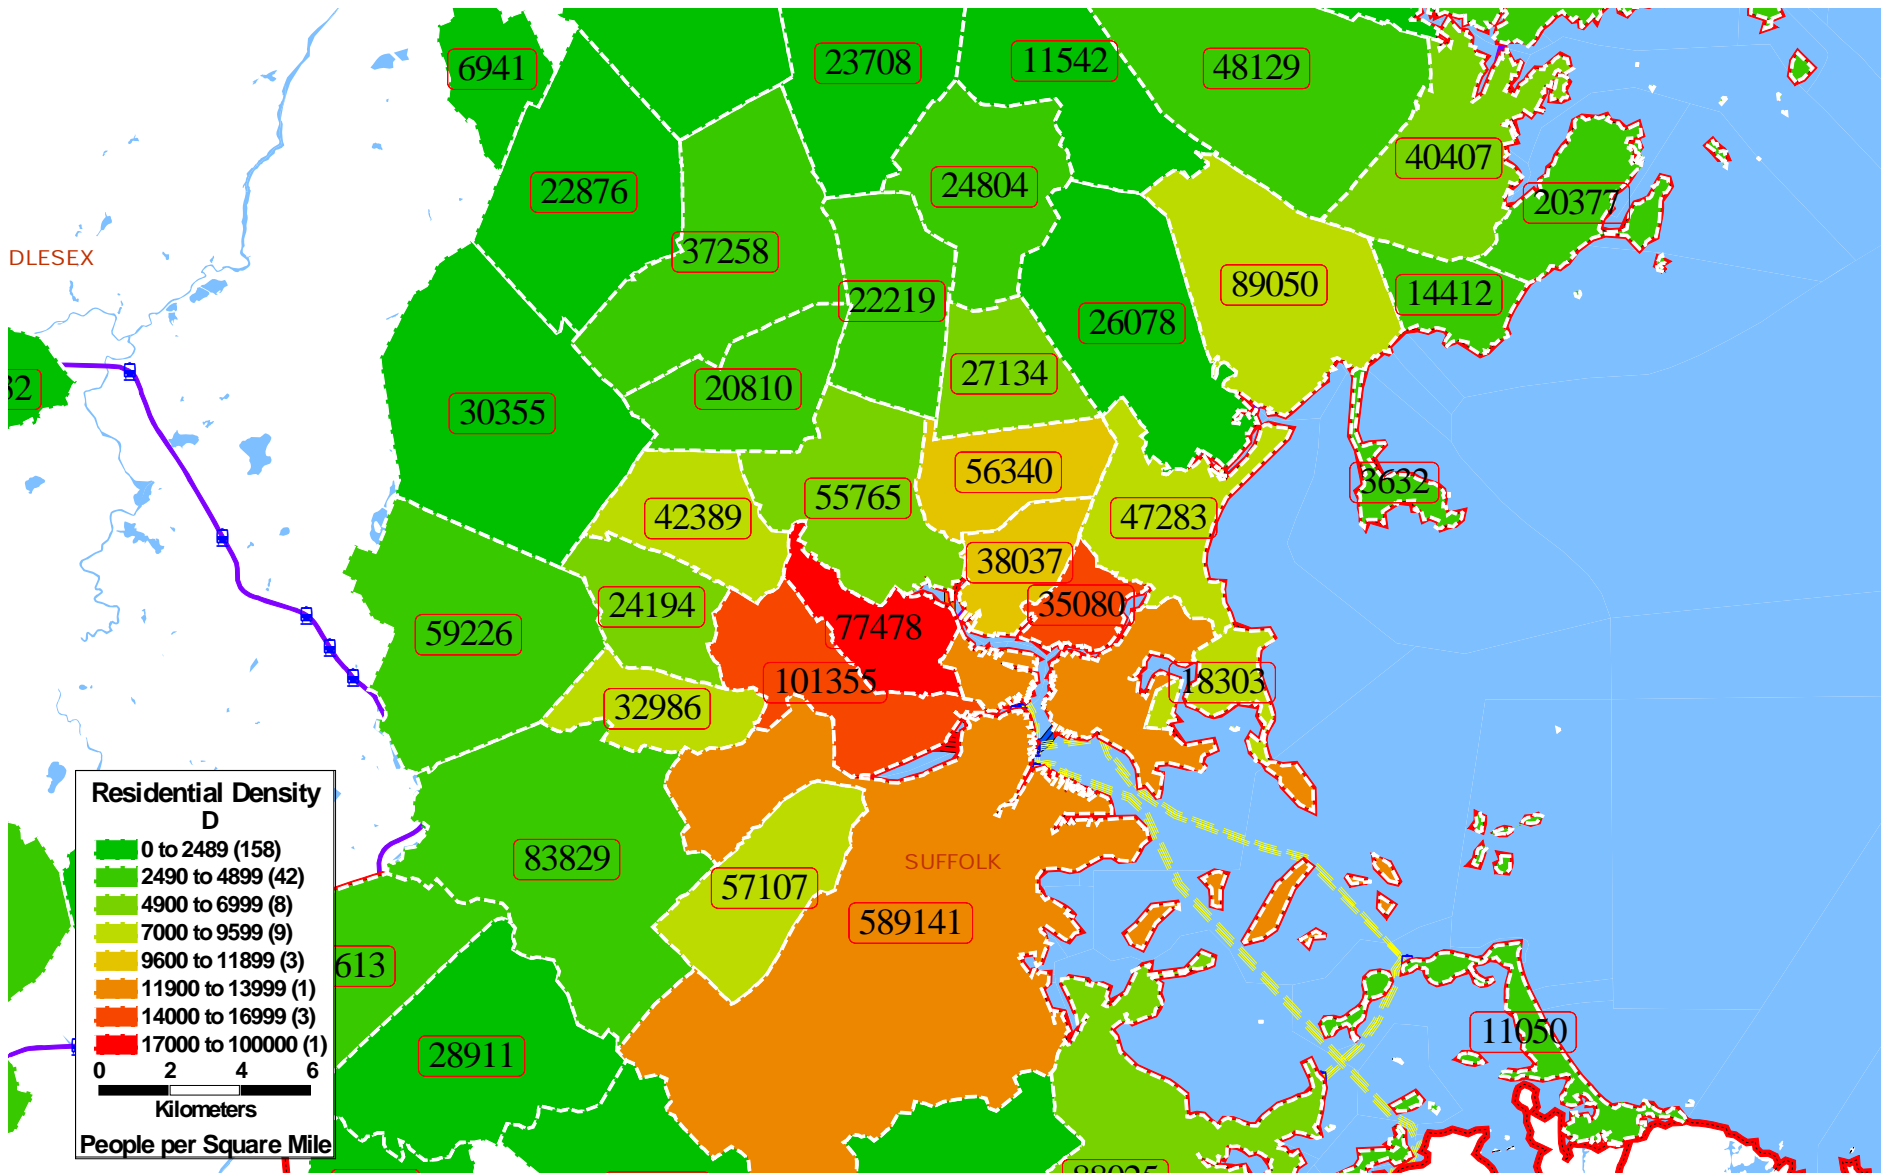 6941
23708
11542
48129
40407
20377
22876
24804
DLESEX
37258
22219
26078
89050
14412
32
30355
20810
27134
3632
42389
55765
56340
47283
38037
35080
59226
24194
77478
101355
18303
32986
83829
57107
SUFFOLK
589141
613
28911
11050
Residential Density
D
0 to 2489 (158)
2490 to 4899 (42)
4900 to 6999 (8)
7000 to 9599 (9)
9600 to 11899 (3)
11900 to 13999 (1)
14000 to 16999 (3)
17000 to 100000 (1)
0 2 4 6
Kilometers
People per Square Mile